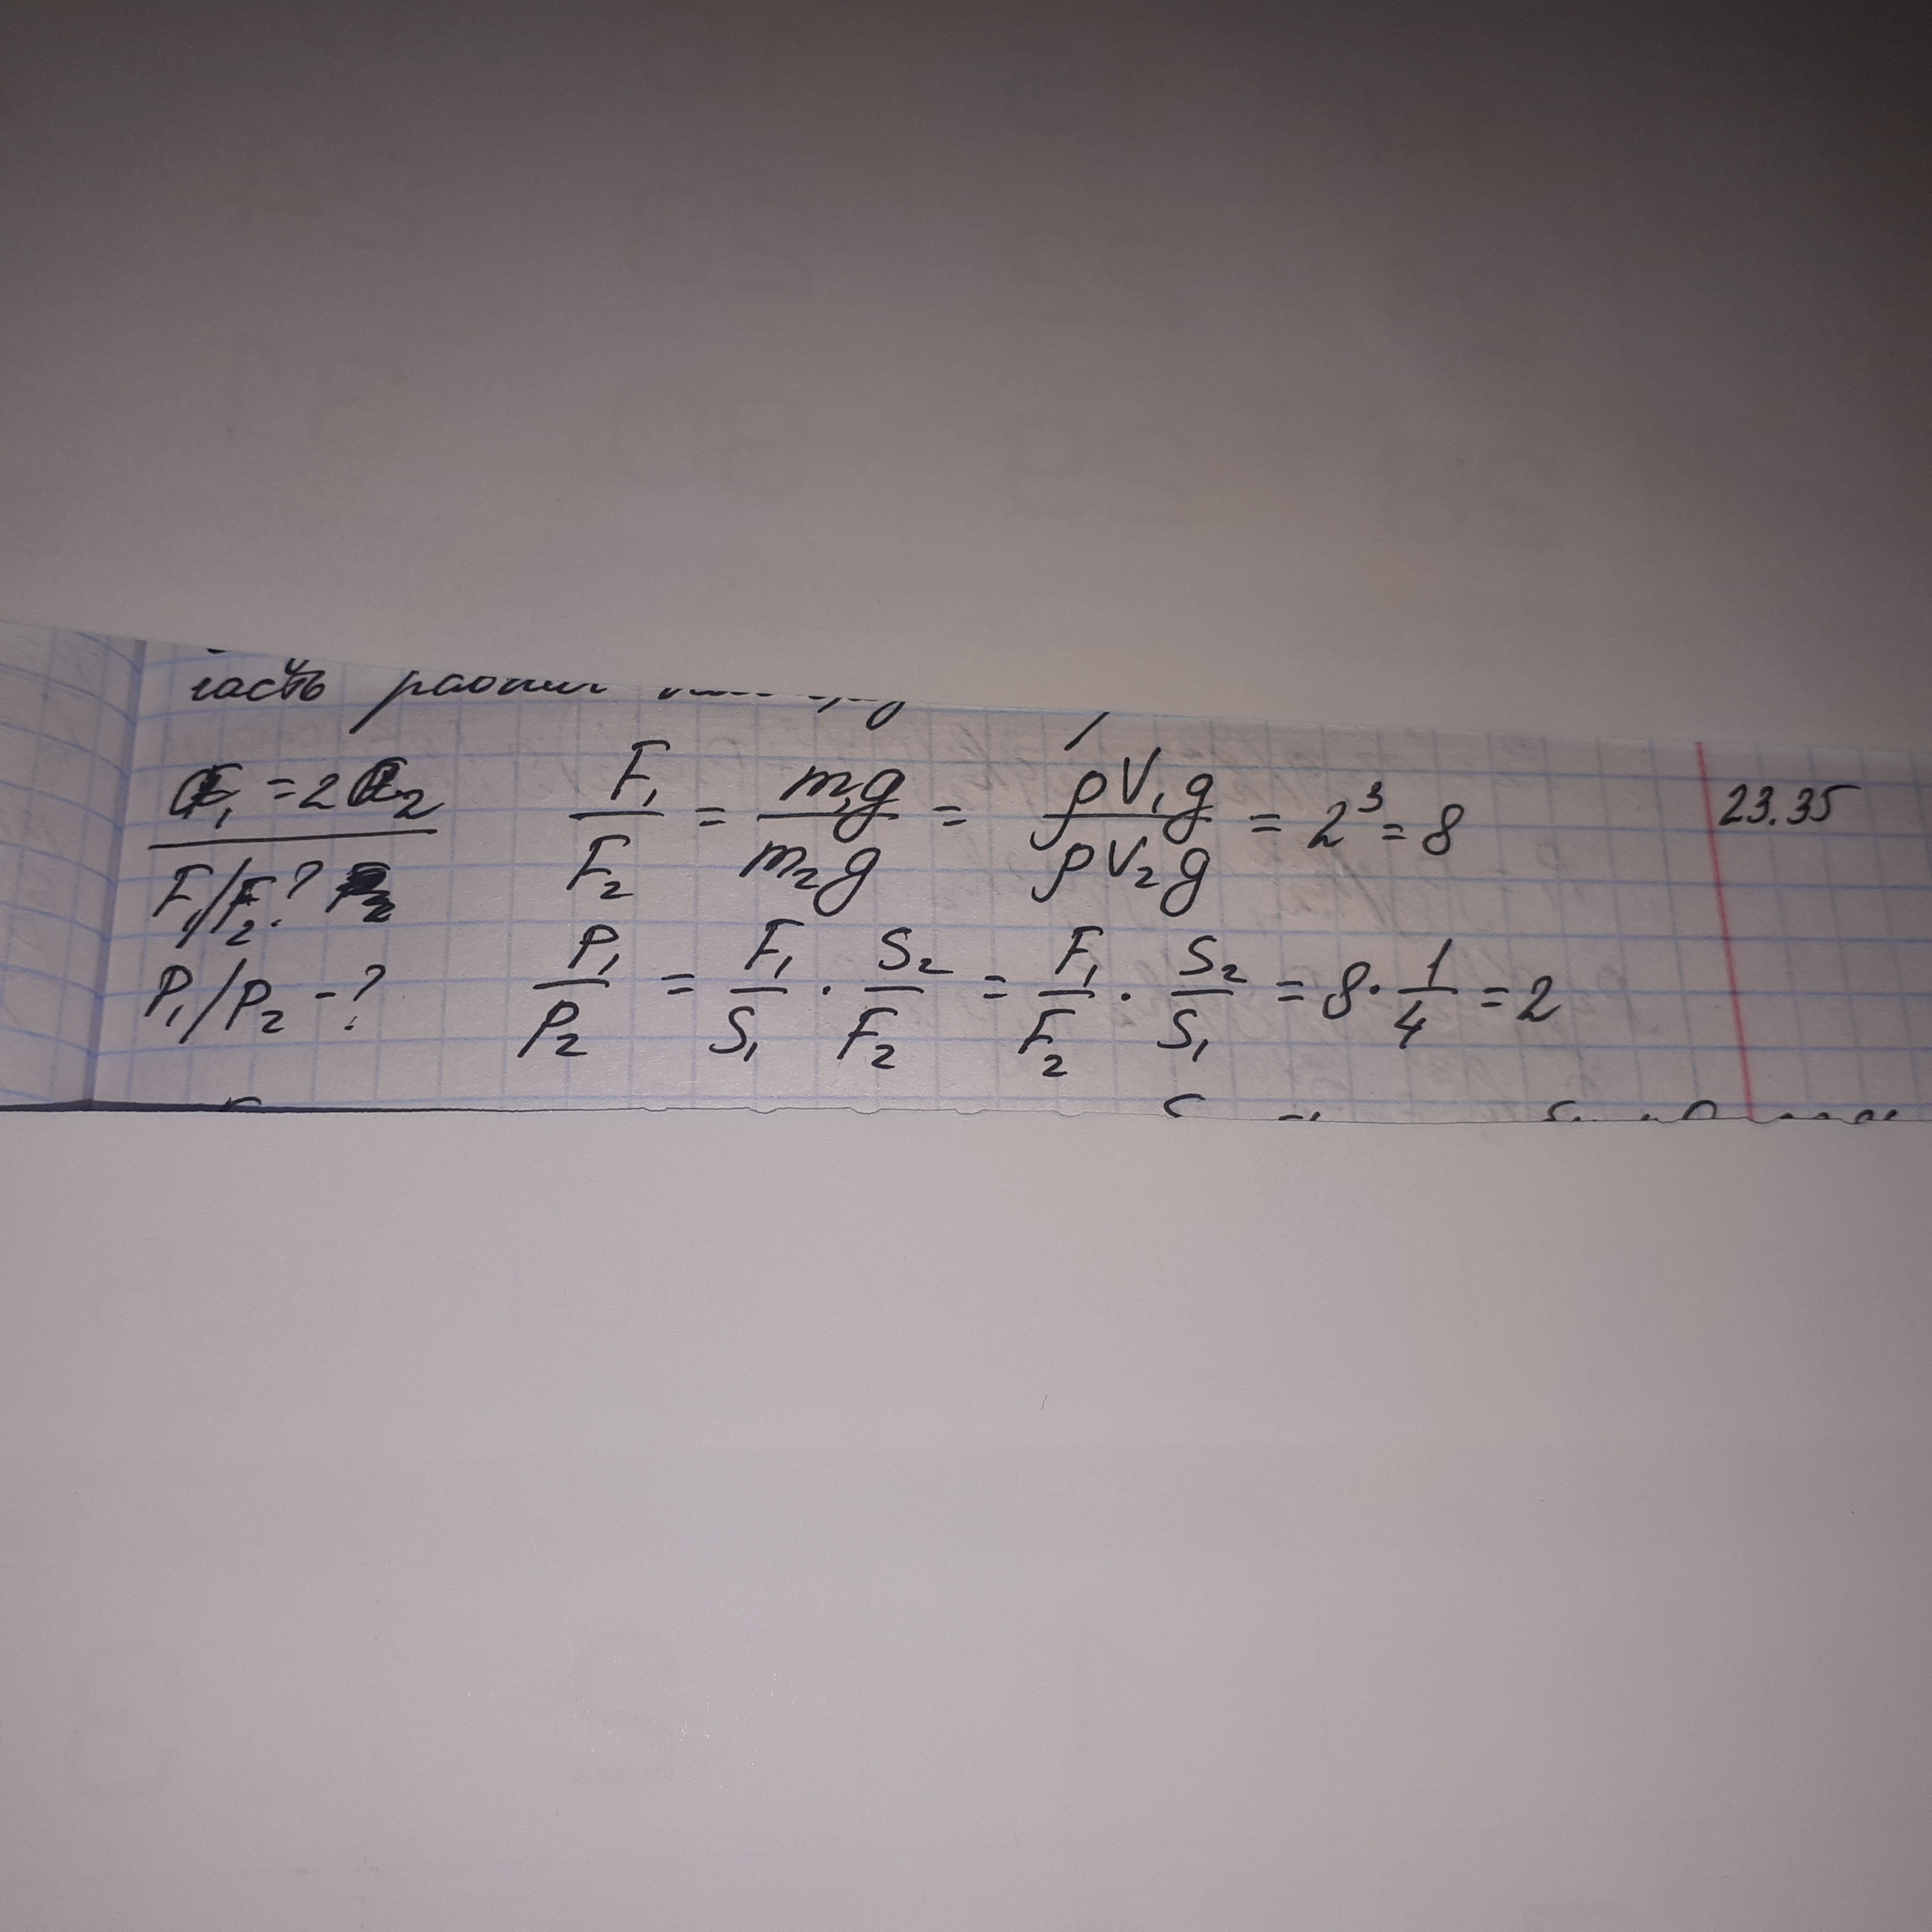 часть
a₁ = 2a₂
F₁/F₂? 
P₁/P₂ - ?
F₁/F₂ = m₁g/m₂g = ρV₁g/ρV₂g = 2³ = 8
23.35
P₁/P₂ = F₁/S₁ · S₂/F₂ = F₁/F₂ · S₂/S₁ = 8 · 1/4 = 2